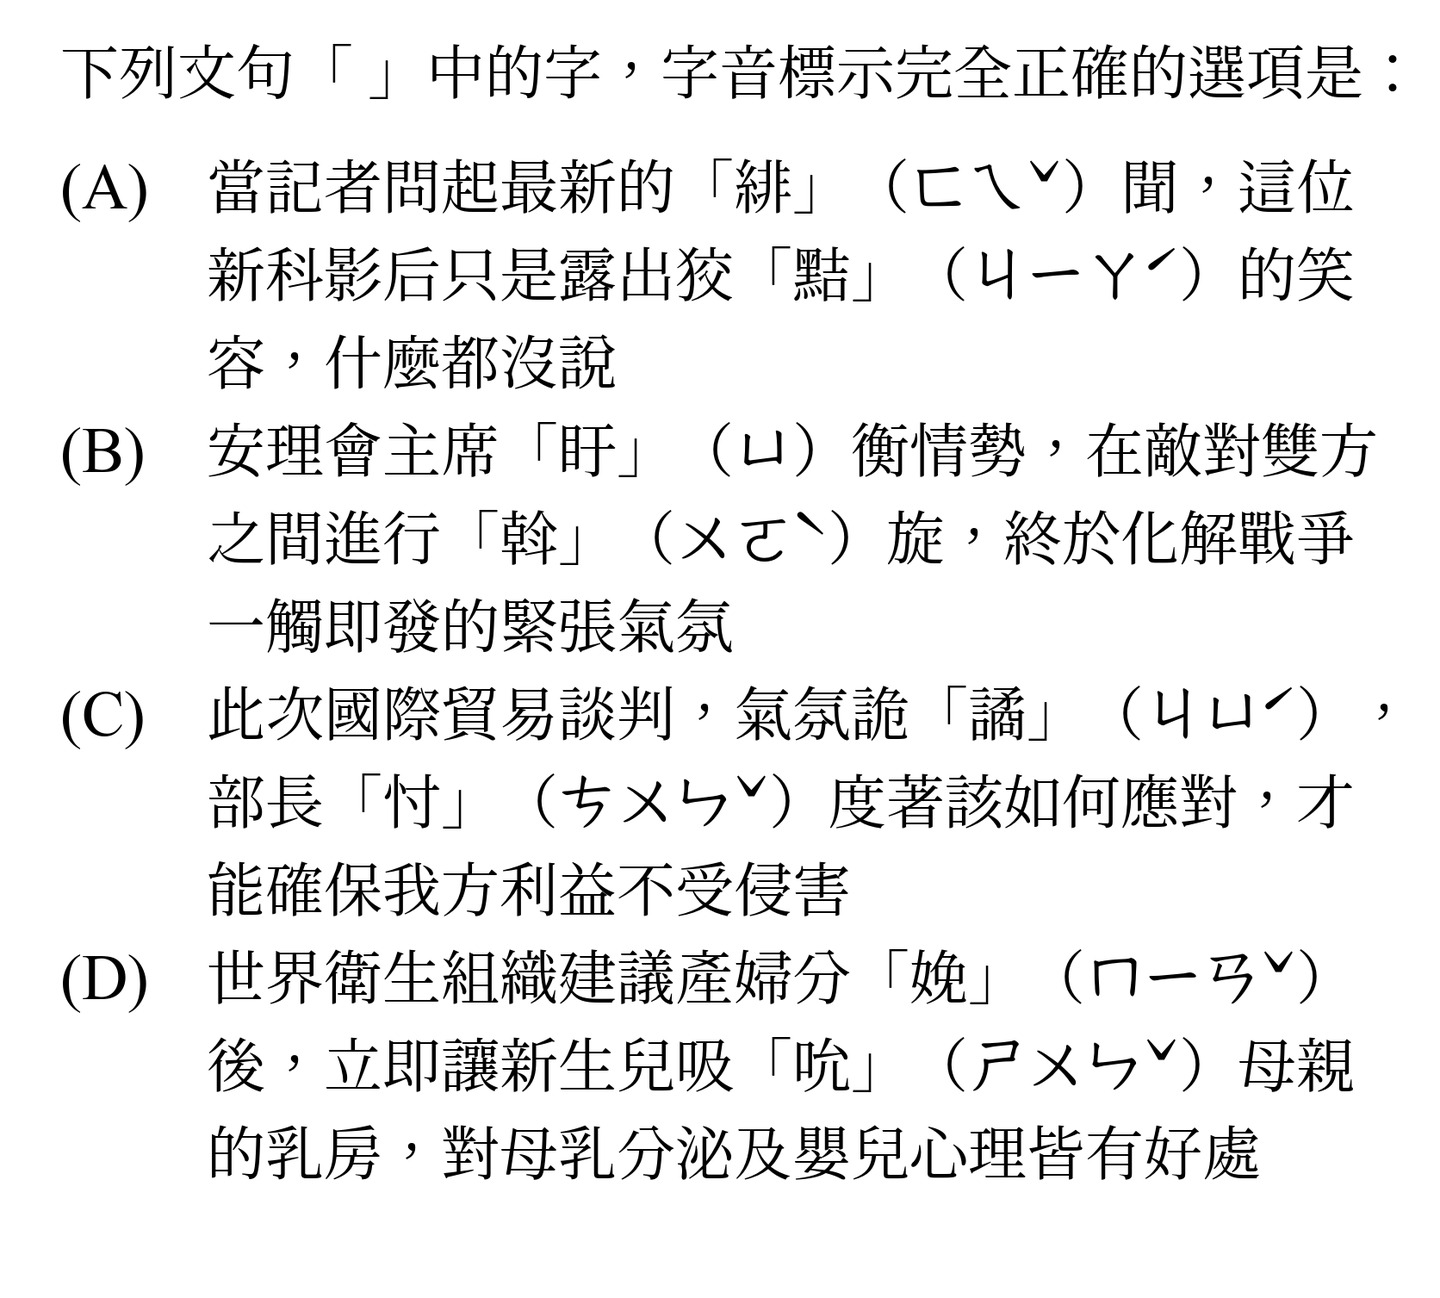 下列文句「 」中的字，字音標示完全正確的選項是：
(A) 當記者問起最新的「緋」（ㄈㄟˇ）聞，這位
新科影后只是露出狡「黠」（ㄐㄧㄚˊ）的笑
容，什麼都沒說
(B) 安理會主席「盱」（ㄩ）衡情勢，在敵對雙方
之間進行「斡」（ㄨㄛˋ）旋，終於化解戰爭
一觸即發的緊張氣氛
(C) 此次國際貿易談判，氣氛詭「譎」（ㄐㄩˊ），
部長「忖」（ㄘㄨㄣˇ）度著該如何應對，才
能確保我方利益不受侵害
(D) 世界衛生組織建議產婦分「娩」（ㄇㄧㄢˇ）
後，立即讓新生兒吸「吮」（ㄕㄨㄣˇ）母親
的乳房，對母乳分泌及嬰兒心理皆有好處